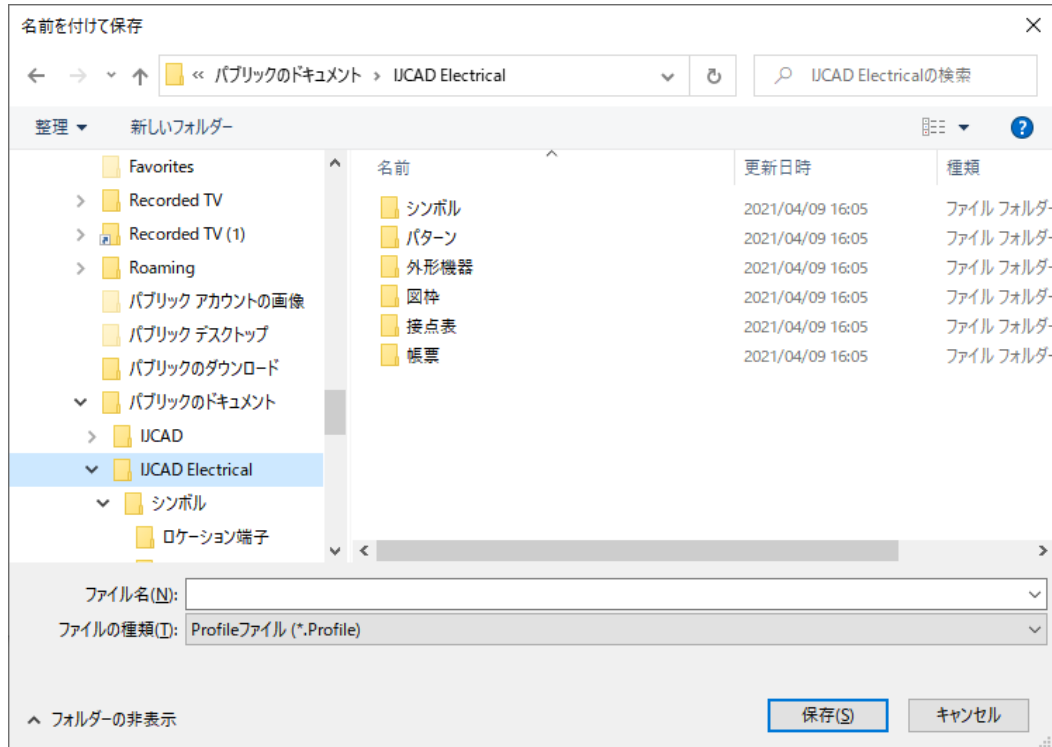 名前を付けて保存
« パブリックのドキュメント › IJCAD Electrical
IJCAD Electricalの検索
整理 新しいフォルダー
Favorites
Recorded TV
Recorded TV (1)
Roaming
パブリック アカウントの画像
パブリック デスクトップ
パブリックのダウンロード
パブリックのドキュメント
IJCAD
IJCAD Electrical
シンボル
ロケーション端子
名前 更新日時 種類
シンボル 2021/04/09 16:05 ファイル フォルダー
パターン 2021/04/09 16:05 ファイル フォルダー
外形機器 2021/04/09 16:05 ファイル フォルダー
図枠 2021/04/09 16:05 ファイル フォルダー
接点表 2021/04/09 16:05 ファイル フォルダー
帳票 2021/04/09 16:05 ファイル フォルダー
ファイル名(N):
ファイルの種類(T): Profileファイル (*.Profile)
フォルダーの非表示
保存(S) キャンセル